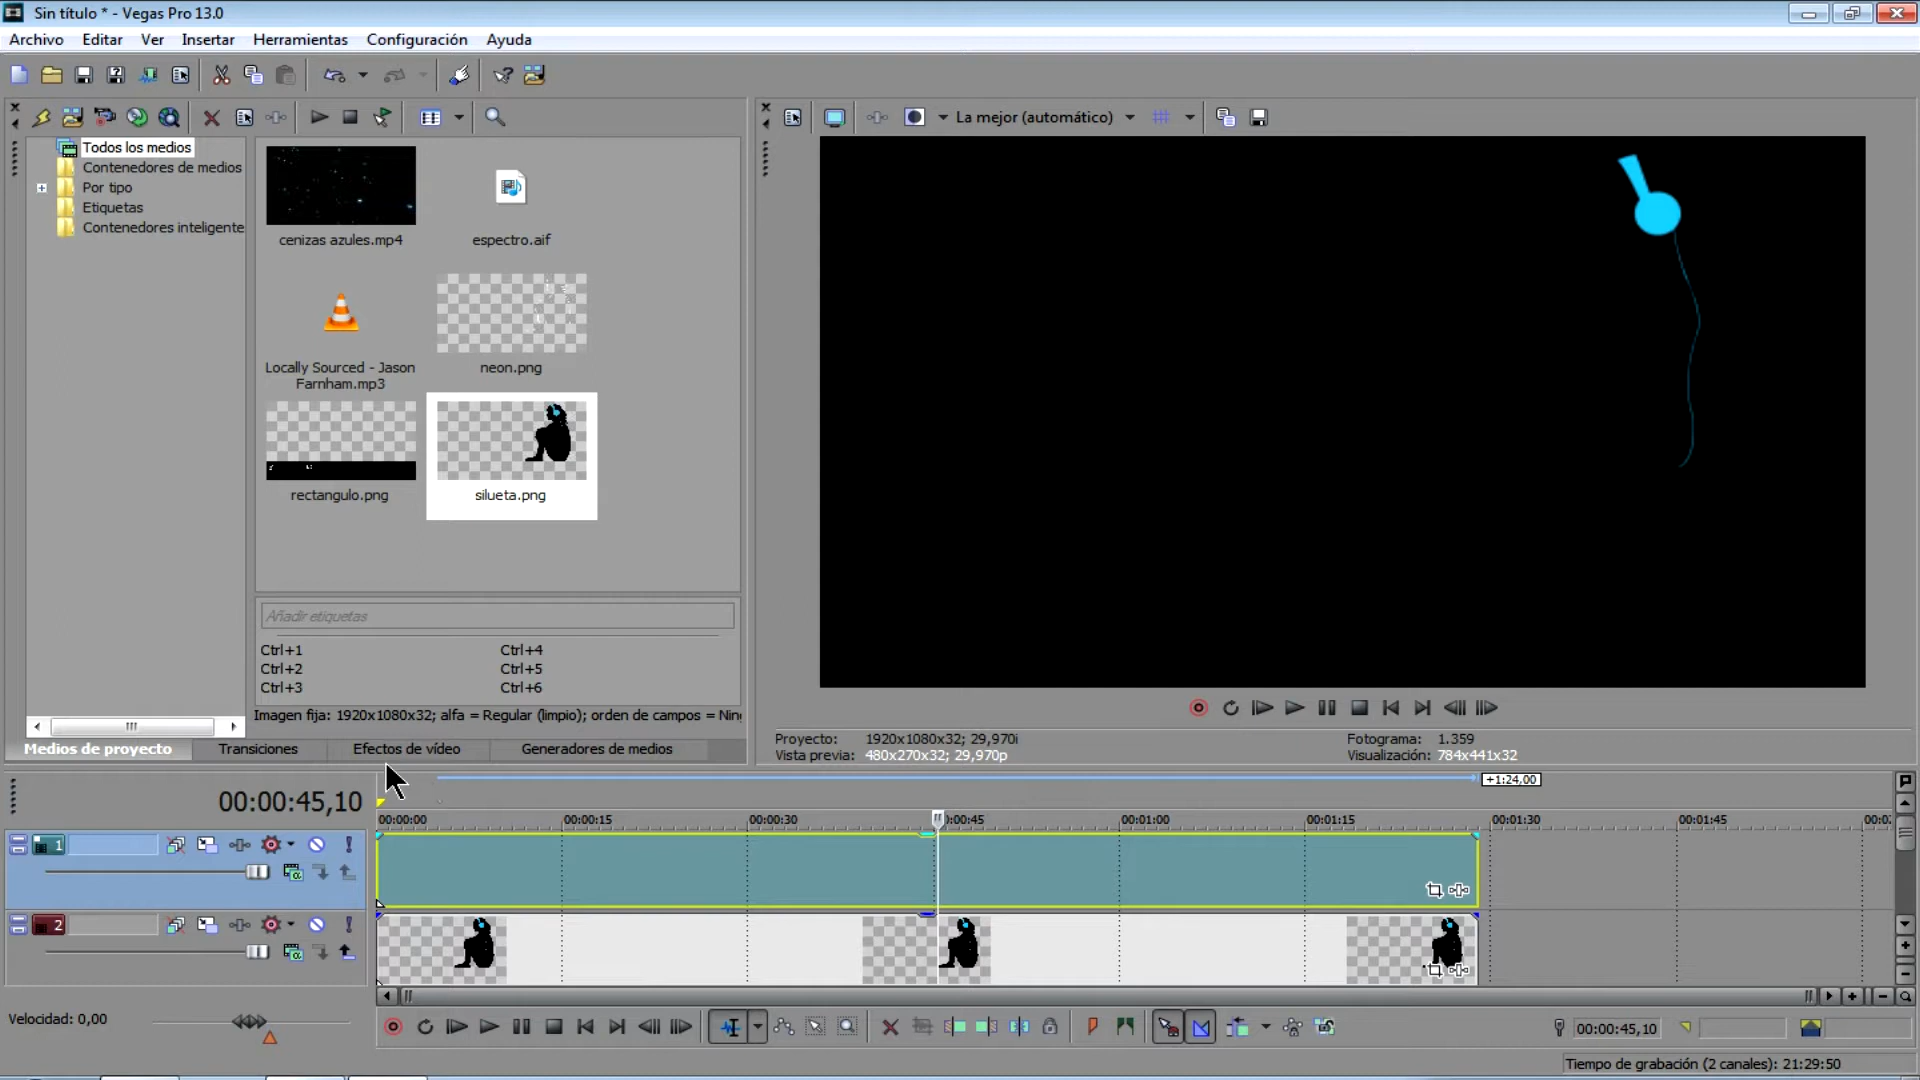 Sin título * - Vegas Pro 13.0
Archivo Editar Ver Insertar Herramientas Configuración Ayuda
La mejor (automático)
Todos los medios
Contenedores de medios
Por tipo
Etiquetas
Contenedores inteligente
cenizas azules.mp4
espectro.aif
Locally Sourced - Jason
Farnham.mp3
neon.png
rectangulo.png
silueta.png
Añadir etiquetas
Ctrl+1 Ctrl+4
Ctrl+2 Ctrl+5
Ctrl+3 Ctrl+6
Imagen fija: 1920x1080x32; alfa = Regular (limpio); orden de campos = Nin
Medios de proyecto Transiciones Efectos de vídeo Generadores de medios
Proyecto: 1920x1080x32; 29,970i
Vista previa: 480x270x32; 29,970p
Fotograma: 1.359
Visualización: 784x441x32
+1:24,00
00:00:45,10
00:00:00 00:00:15 00:00:30 00:00:45 00:01:00 00:01:15 00:01:30 00:01:45 00:0
1
2
Velocidad: 0,00
00:00:45,10
Tiempo de grabación (2 canales): 21:29:50